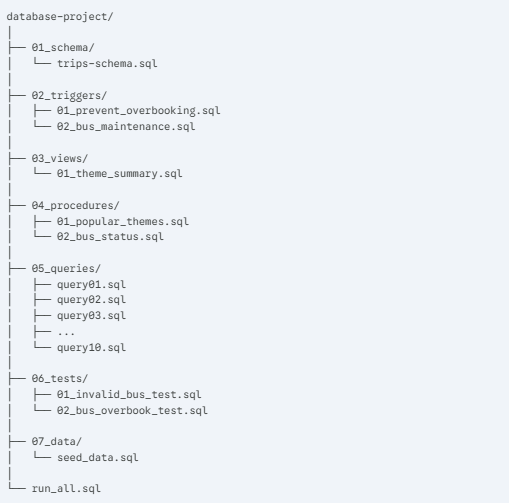 database-project/
│
├── 01_schema/
│   └── trips-schema.sql
│
├── 02_triggers/
│   ├── 01_prevent_overbooking.sql
│   └── 02_bus_maintenance.sql
│
├── 03_views/
│   └── 01_theme_summary.sql
│
├── 04_procedures/
│   ├── 01_popular_themes.sql
│   └── 02_bus_status.sql
│
├── 05_queries/
│   ├── query01.sql
│   ├── query02.sql
│   ├── query03.sql
│   ├── ...
│   └── query10.sql
│
├── 06_tests/
│   ├── 01_invalid_bus_test.sql
│   └── 02_bus_overbook_test.sql
│
├── 07_data/
│   └── seed_data.sql
│
└── run_all.sql